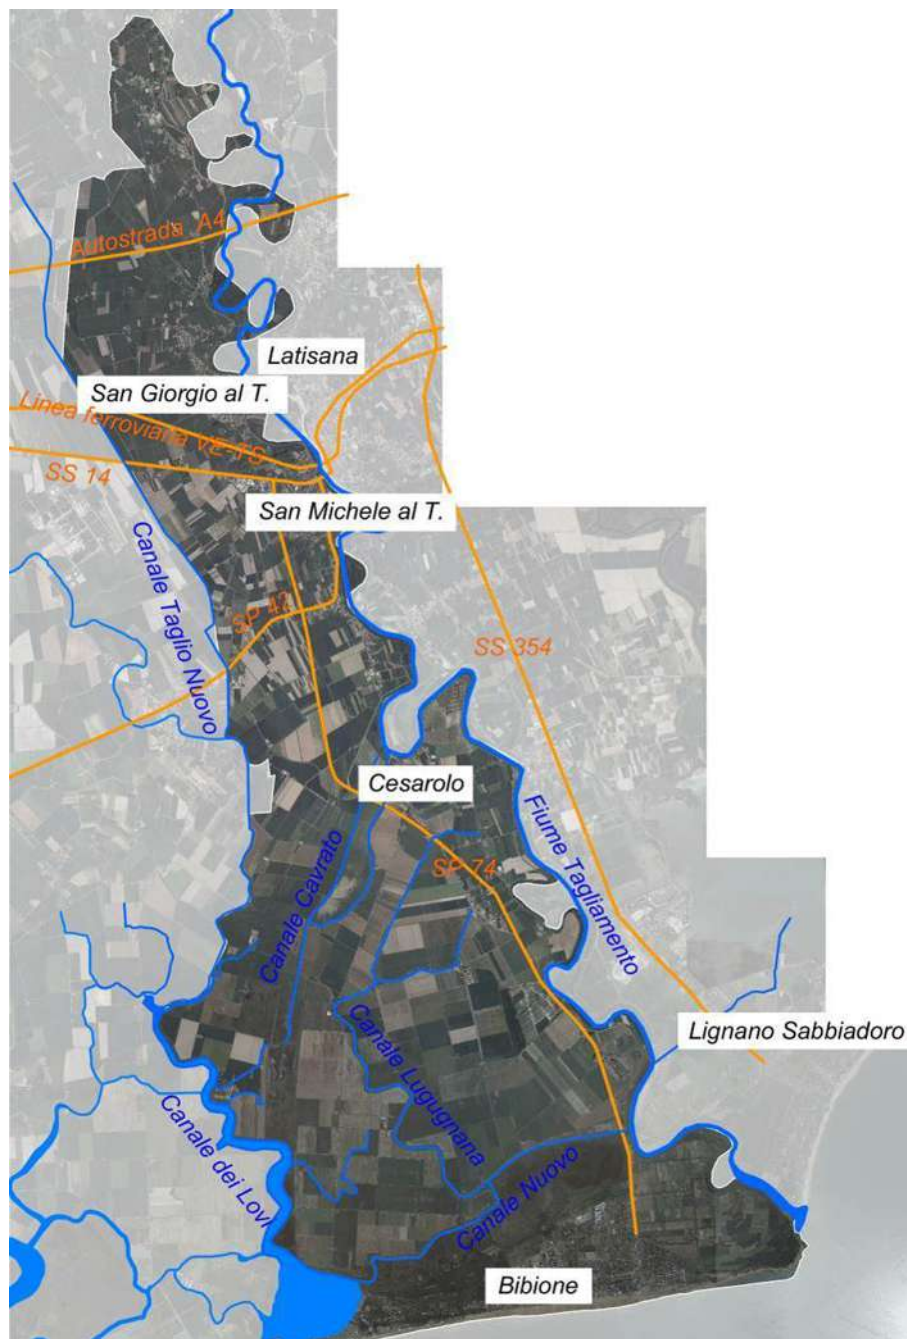 Autostrada A4
Latisana
San Giorgio al T.
Linea ferroviaria VE-TS
SS 14
San Michele al T.
Canale Taglio Nuovo
SP 42
SS 354
Cesarolo
Fiume Tagliamento
Canale Cavrato
SP 74
Lignano Sabbiadoro
Canale Lugugnana
Canale dei Lovi
Canale Nuovo
Bibione